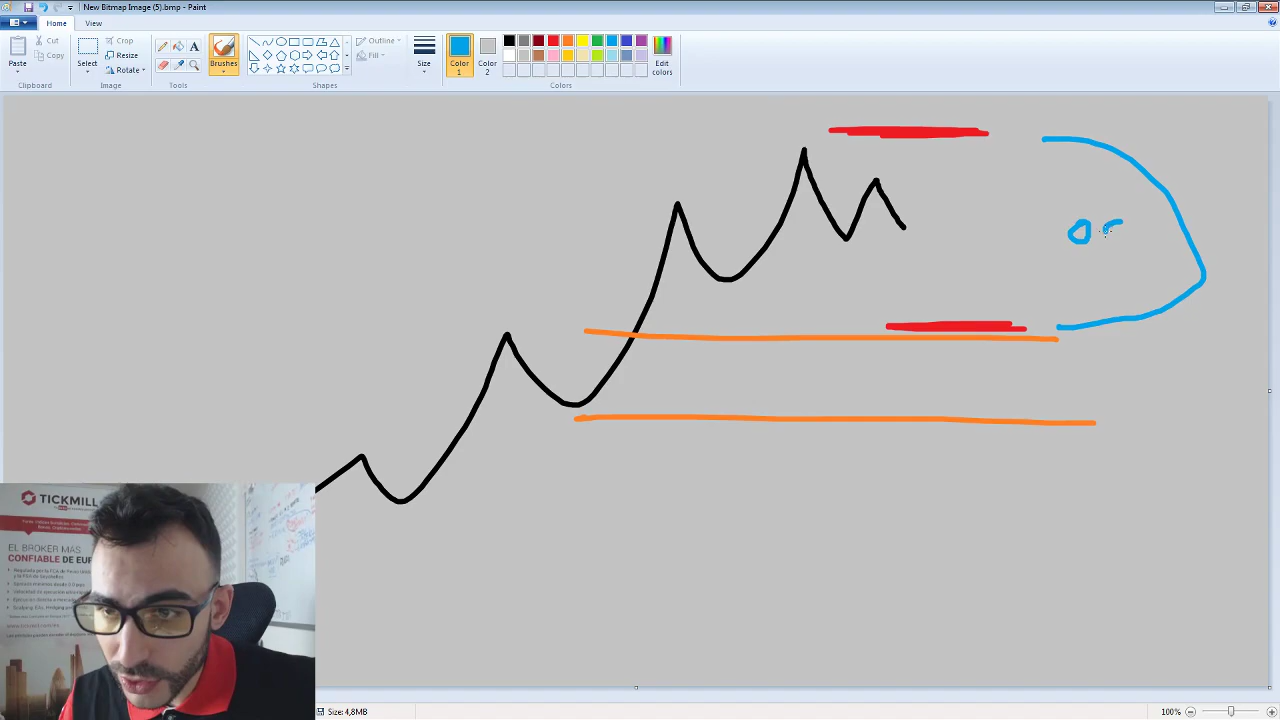 New Bitmap Image (5).bmp - Paint
Home View
Paste
Cut
Copy
Clipboard
Select
Crop
Resize
Rotate
Image
A
Tools
Brushes
Shapes
Outline
Fill
Size
Color 1
Color 2
Colors
Edit colors
TICKMILL
EL BROKER MÁS
CONFIABLE DE EUR
Size: 4,8MB
100%